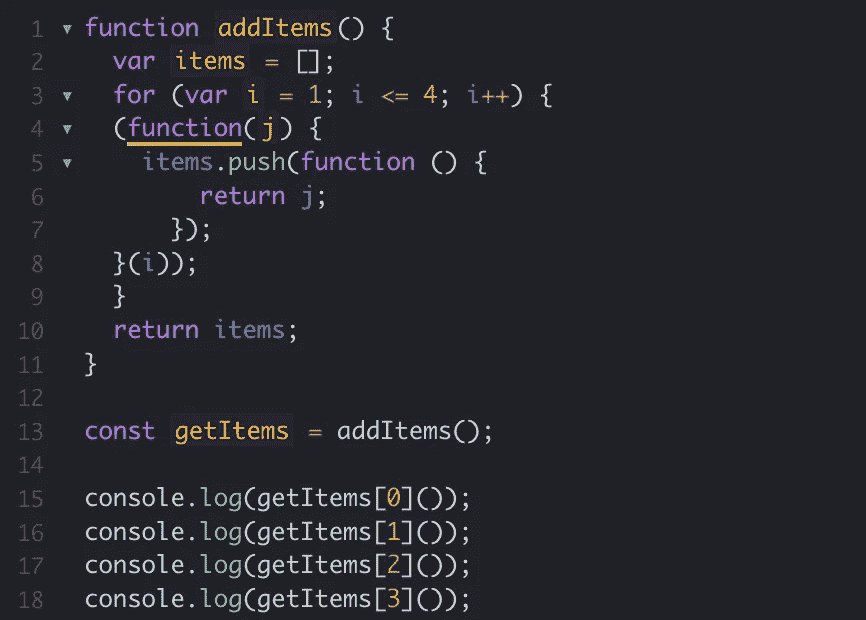 1 ▾ function addItems() {
2 var items = [];
3 ▾ for (var i = 1; i <= 4; i++) {
4 ▾ (function(j) {
5 ▾ items.push(function () {
6 return j;
7 });
8 }(i));
9 }
10 return items;
11 }
12
13 const getItems = addItems();
14
15 console.log(getItems[0]());
16 console.log(getItems[1]());
17 console.log(getItems[2]());
18 console.log(getItems[3]());